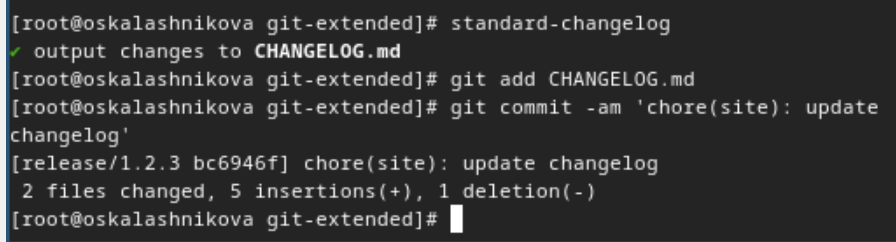 [root@oskalashnikova git-extended]# standard-changelog
✔ output changes to CHANGELOG.md
[root@oskalashnikova git-extended]# git add CHANGELOG.md
[root@oskalashnikova git-extended]# git commit -am 'chore(site): update
changelog'
[release/1.2.3 bc6946f] chore(site): update changelog
 2 files changed, 5 insertions(+), 1 deletion(-)
[root@oskalashnikova git-extended]#